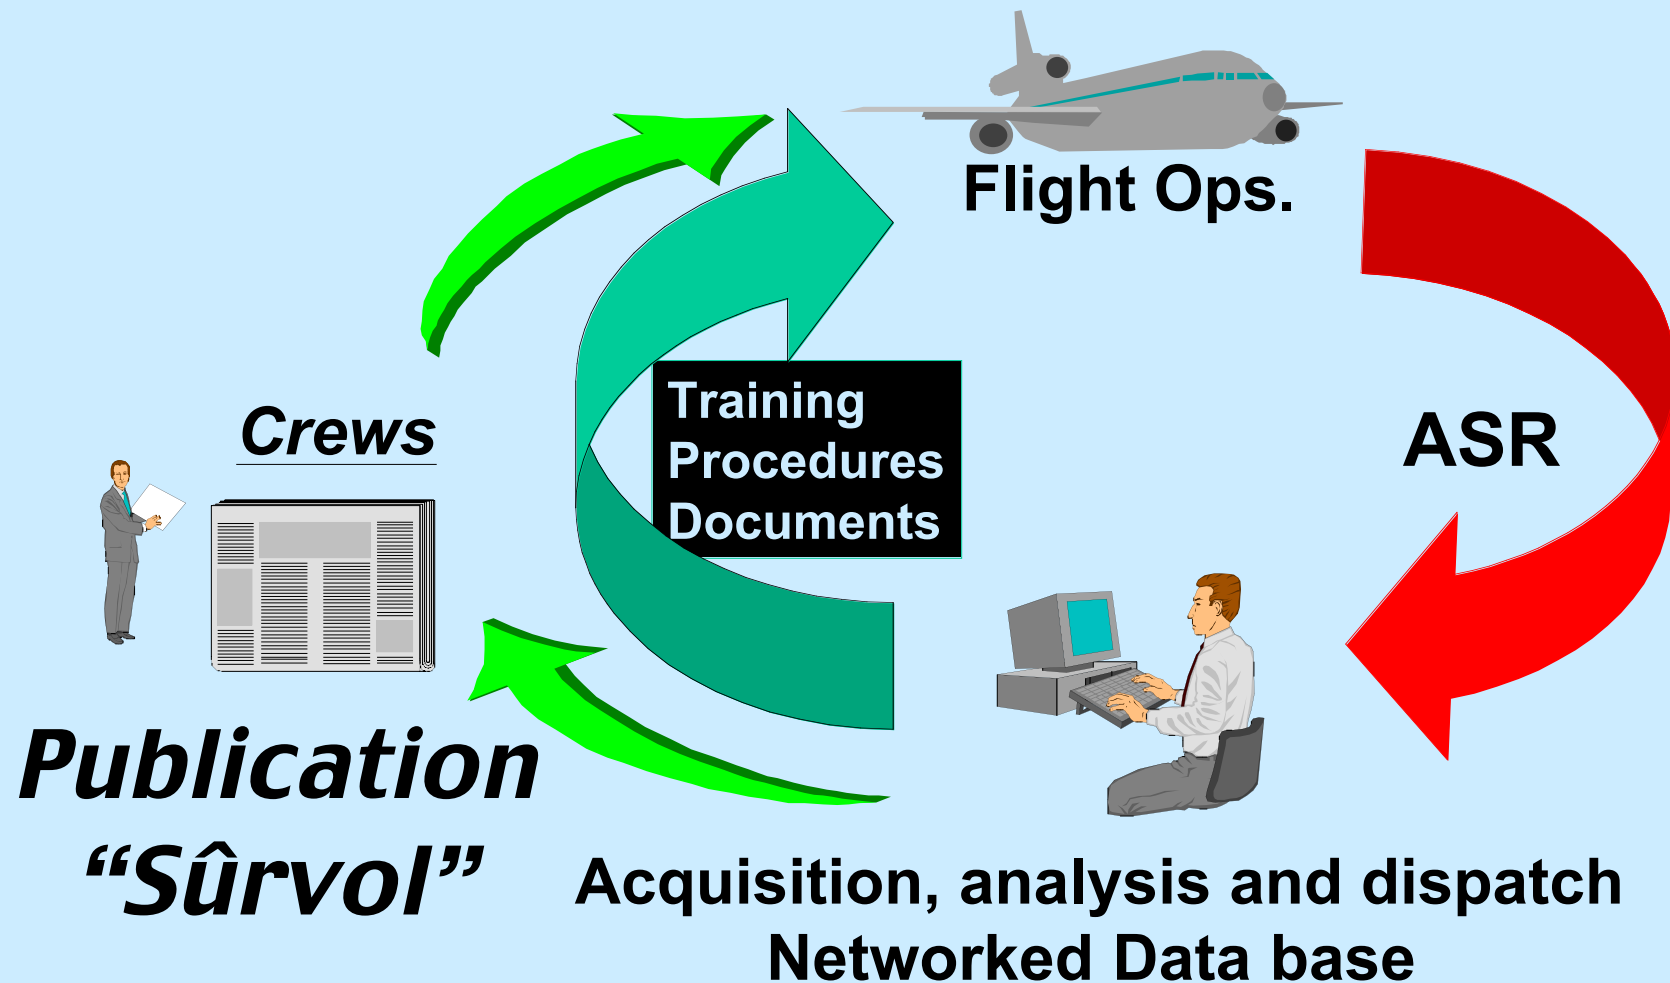 Flight Ops.
Training
Procedures
Documents
Crews
ASR
Publication
“Sûrvol”
Acquisition, analysis and dispatch
Networked Data base